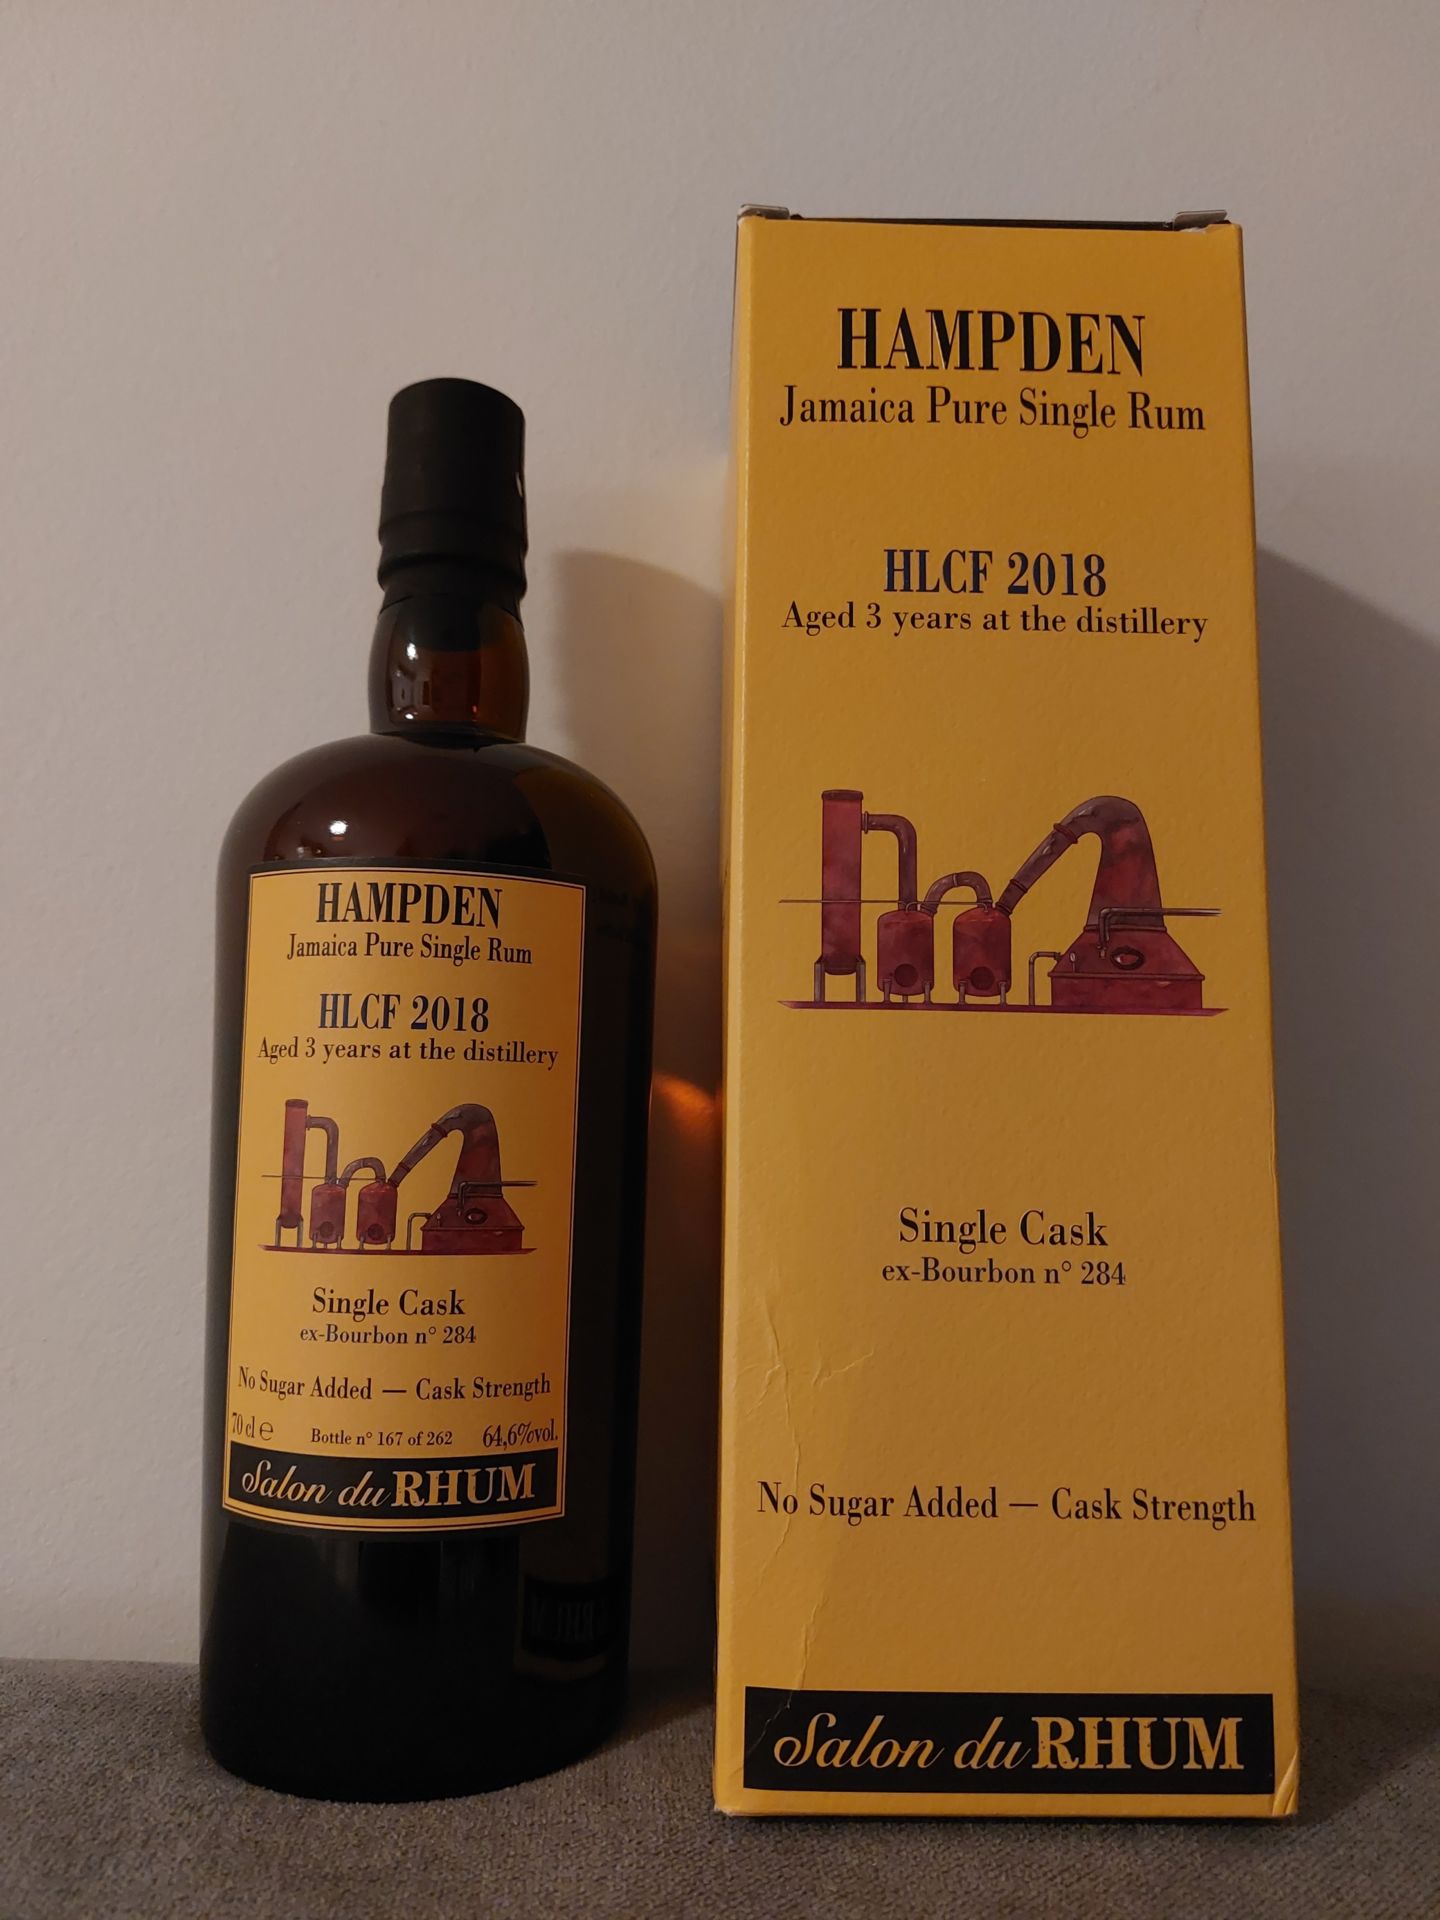 HAMPDEN
Jamaica Pure Single Rum
HLCF 2018
Aged 3 years at the distillery
Single Cask
ex-Bourbon n° 284
No Sugar Added — Cask Strength
70 cl ℮ Bottle n° 167 of 262 64,6%vol.
Salon du RHUM
HAMPDEN
Jamaica Pure Single Rum
HLCF 2018
Aged 3 years at the distillery
Single Cask
ex-Bourbon n° 284
No Sugar Added — Cask Strength
Salon du RHUM